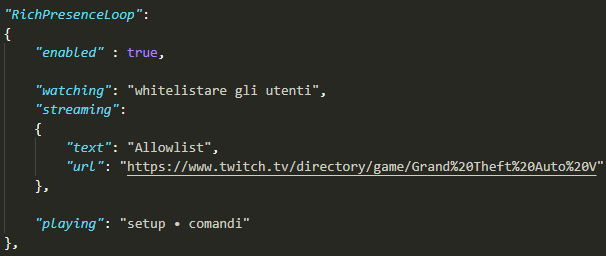 "RichPresenceLoop":
{
"enabled" : true,
"watching": "whitelistare gli utenti",
"streaming":
{
"text": "Allowlist",
"url": "https://www.twitch.tv/directory/game/Grand%20Theft%20Auto%20V"
},
"playing": "setup • comandi"
},